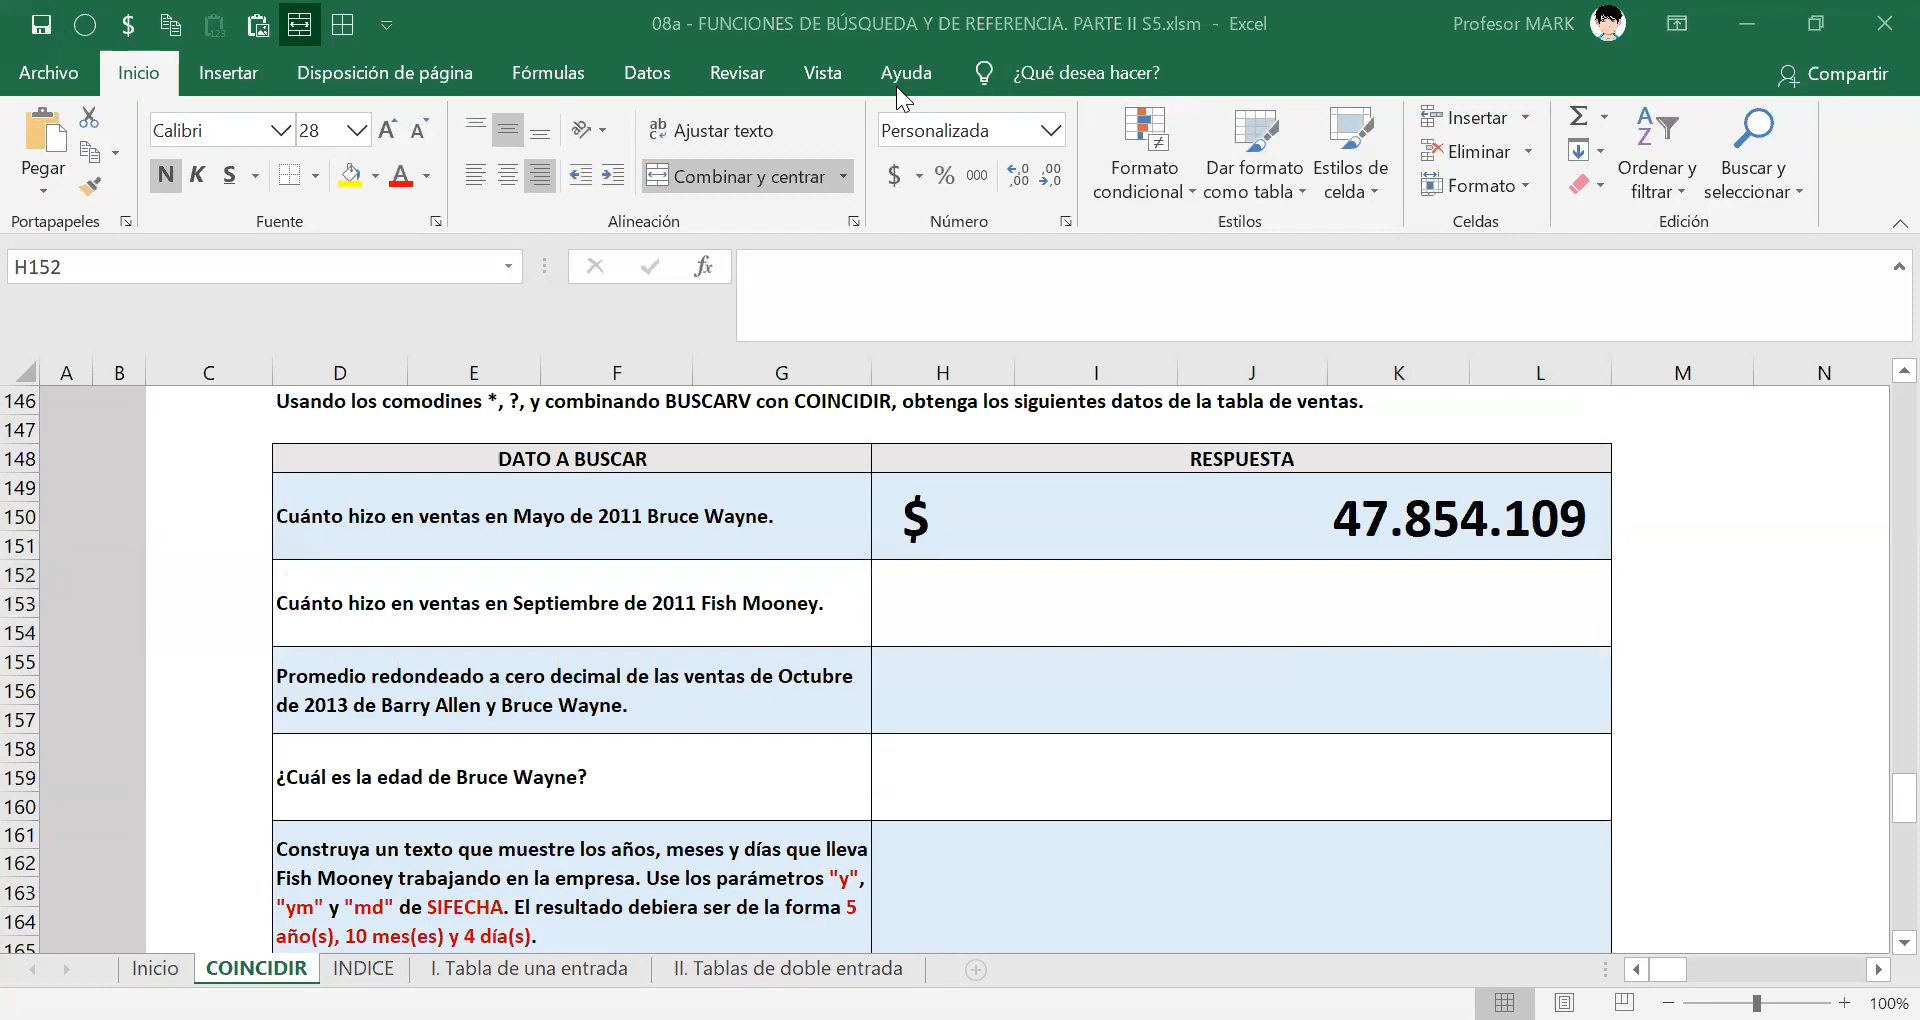 08a - FUNCIONES DE BÚSQUEDA Y DE REFERENCIA. PARTE II S5.xlsm - Excel
Profesor MARK
Archivo Inicio Insertar Disposición de página Fórmulas Datos Revisar Vista Ayuda ¿Qué desea hacer? Compartir
Pegar
Portapapeles
Calibri 28
N K S
Fuente
Ajustar texto
Combinar y centrar
Alineación
Personalizada
$ % 000
Número
Formato condicional
Dar formato como tabla
Estilos de celda
Estilos
Insertar
Eliminar
Formato
Celdas
Ordenar y filtrar
Buscar y seleccionar
Edición
H152
fx
A B C D E F G H I J K L M N
146 Usando los comodines *, ?, y combinando BUSCARV con COINCIDIR, obtenga los siguientes datos de la tabla de ventas.
147
148 DATO A BUSCAR RESPUESTA
149
150 Cuánto hizo en ventas en Mayo de 2011 Bruce Wayne. $ 47.854.109
151
152
153 Cuánto hizo en ventas en Septiembre de 2011 Fish Mooney.
154
155
156 Promedio redondeado a cero decimal de las ventas de Octubre
157 de 2013 de Barry Allen y Bruce Wayne.
158
159 ¿Cuál es la edad de Bruce Wayne?
160
161 Construya un texto que muestre los años, meses y días que lleva
162 Fish Mooney trabajando en la empresa. Use los parámetros "y",
163 "ym" y "md" de SIFECHA. El resultado debiera ser de la forma 5
164 año(s), 10 mes(es) y 4 día(s).
165
Inicio COINCIDIR INDICE I. Tabla de una entrada II. Tablas de doble entrada
100%